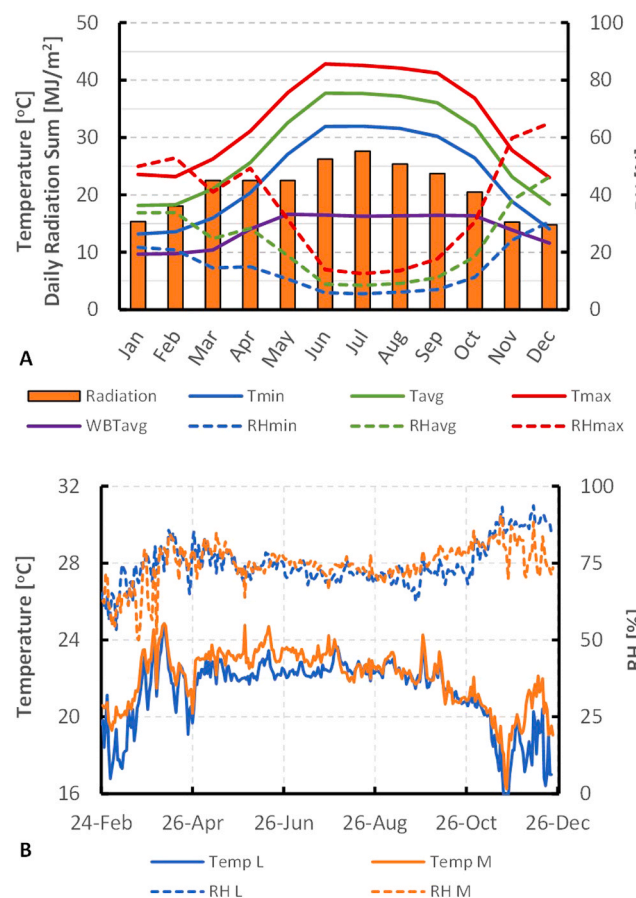 Temperature [°C]
Daily Radiation Sum [MJ/m²]
50 100
40 80
30 60
20 40
10 20
0 0
Jan Feb Mar Apr May Jun Jul Aug Sep Oct Nov Dec
A
Radiation Tmin Tavg Tmax
WBTavg RHmin RHavg RHmax
Temperature [°C]
RH [%]
32 100
28 75
24 50
20 25
16 0
24-Feb 26-Apr 26-Jun 26-Aug 26-Oct 26-Dec
B
Temp L Temp M
RH L RH M